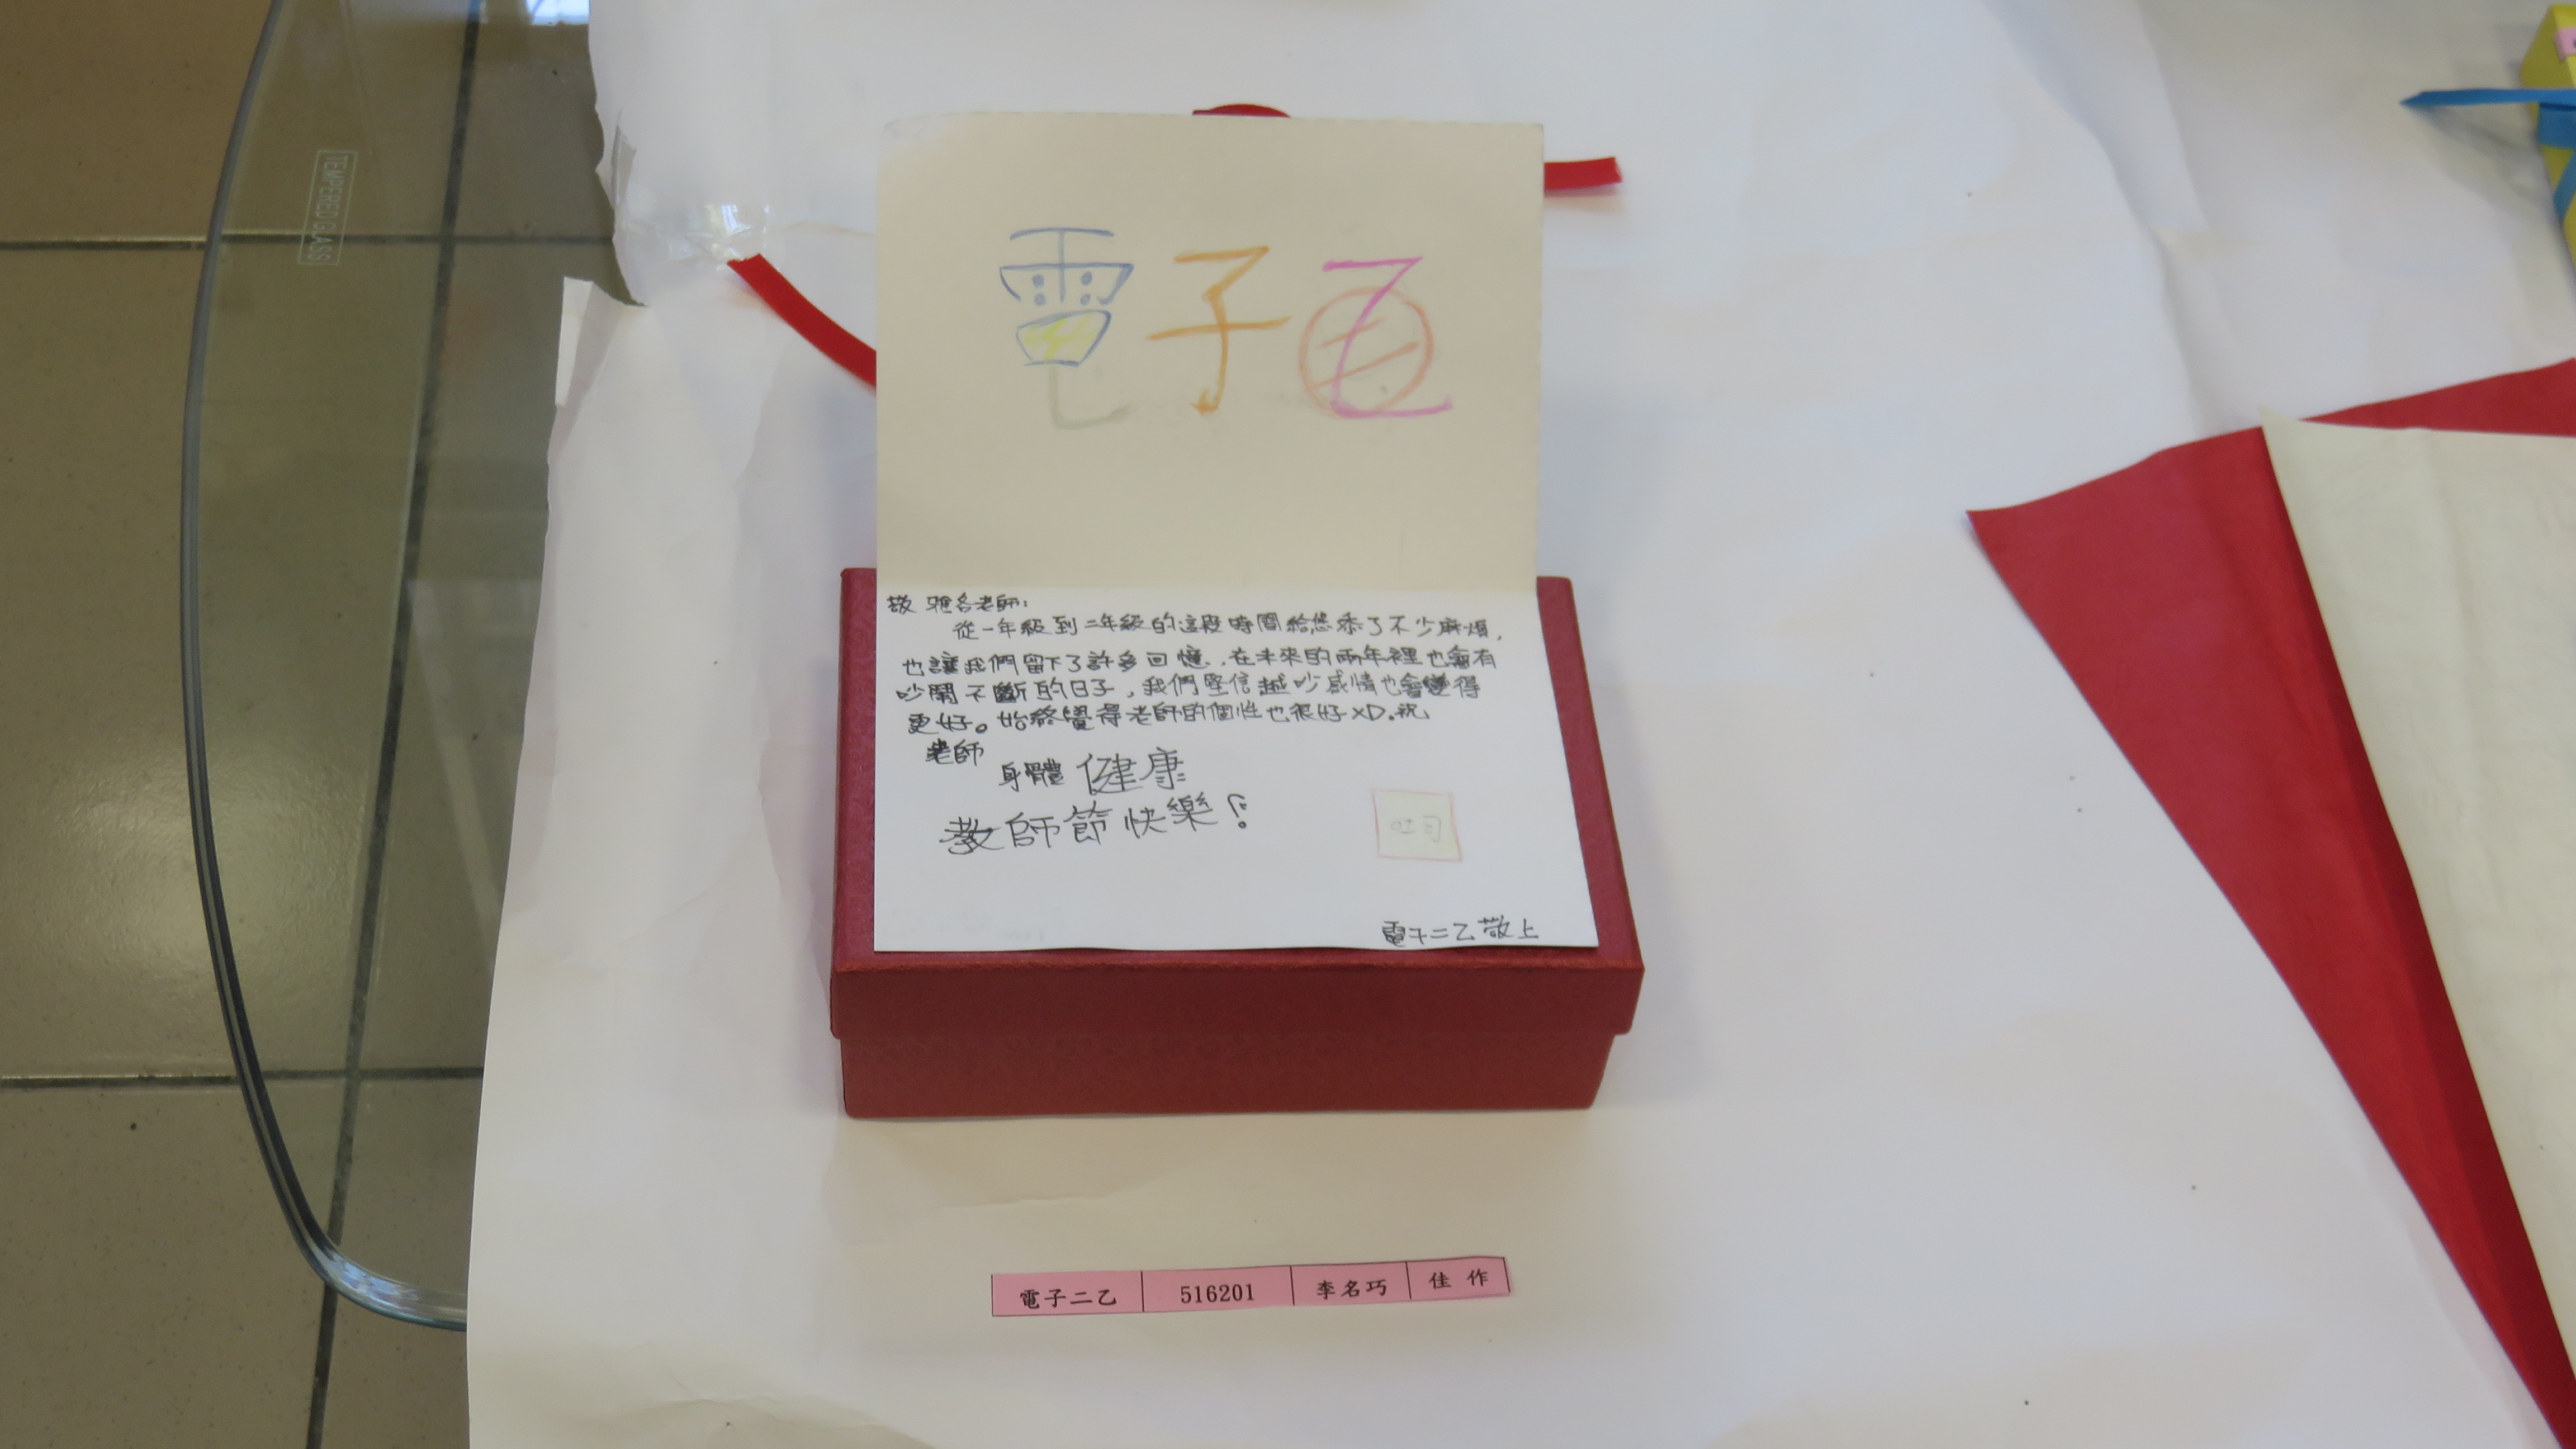 TEMPERED GLASS
電子乙
敬 雅各老師:
從一年級到二年級的這段時間給您添了不少麻煩,
也讓我們留下了許多回憶,在未來的兩年裡也會有
吵鬧不斷的日子,我們堅信越吵感情也會變得
更好。始終覺得老師的個性也很好XD.祝
老師
身體健康
教師節快樂!
吐司
電子二乙敬上
電子二乙 516201 李名巧 佳作